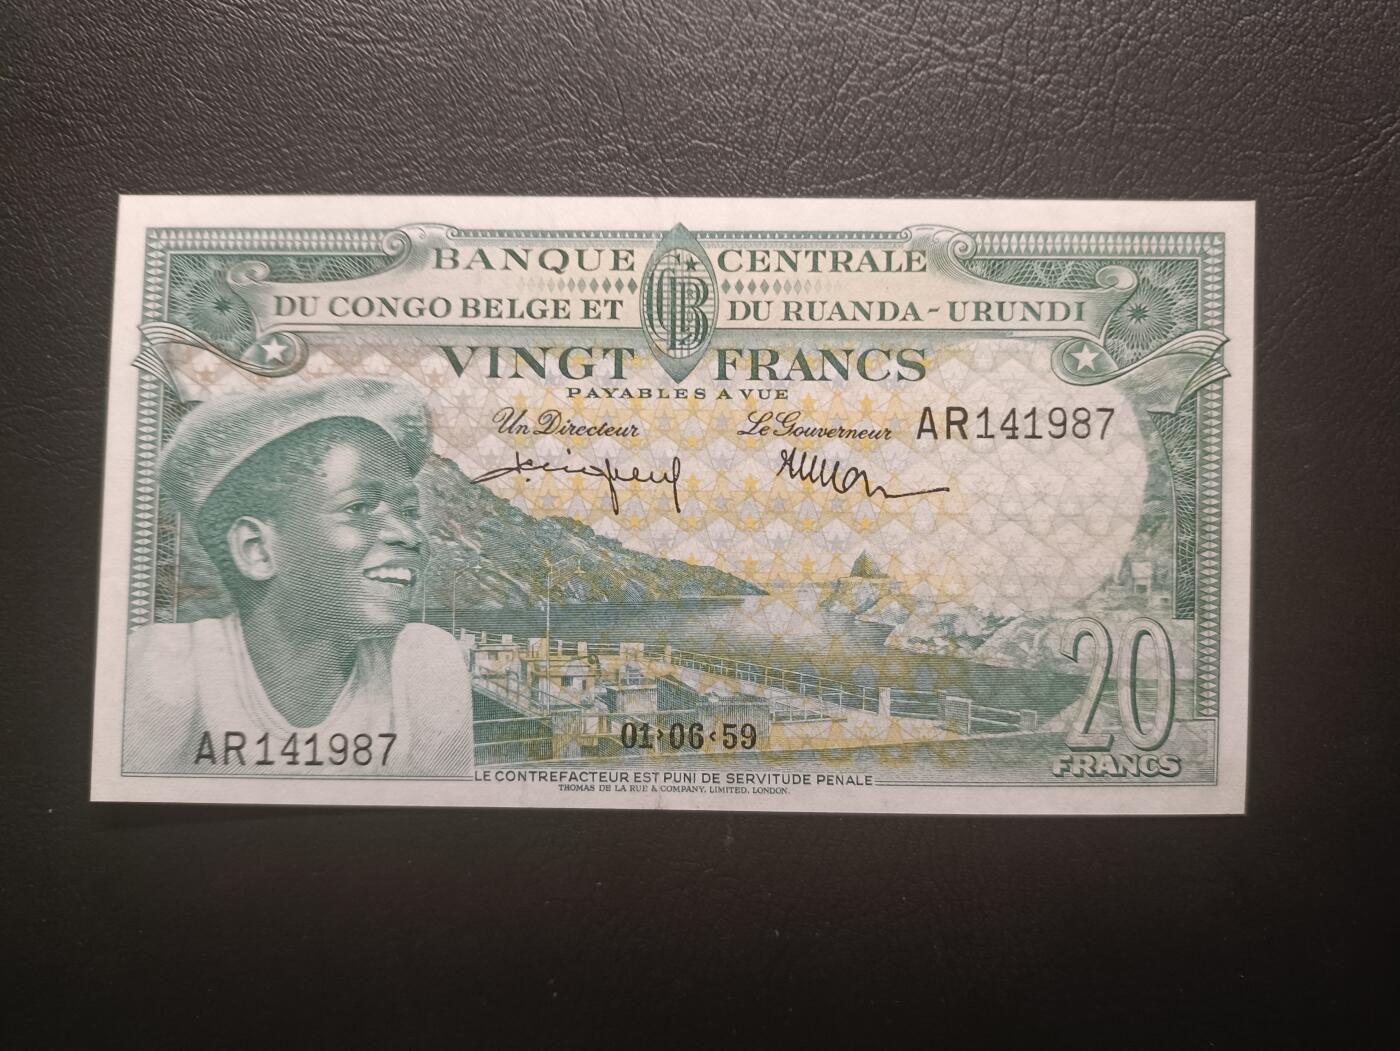 BANQUE CENTRALE
DU CONGO BELGE ET DU RUANDA-URUNDI
VINGT FRANCS
PAYABLES A VUE
Un Directeur Le Gouverneur AR141987
20
FRANCS
AR141987 01·06·59
LE CONTREFACTEUR EST PUNI DE SERVITUDE PENALE
THOMAS DE LA RUE & COMPANY, LIMITED, LONDON.